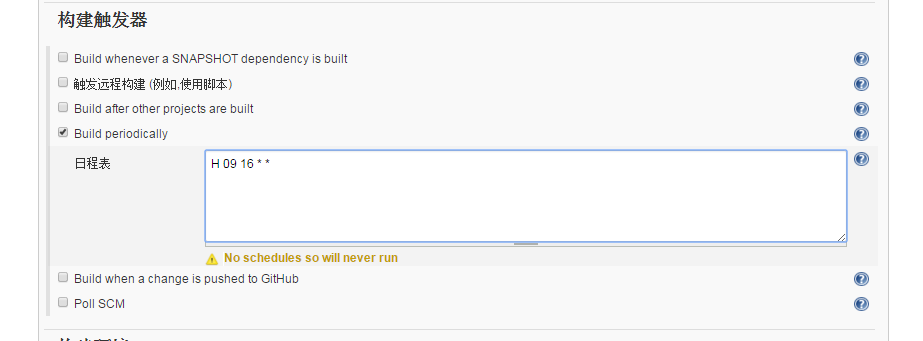 构建触发器
Build whenever a SNAPSHOT dependency is built
触发远程构建 (例如,使用脚本)
Build after other projects are built
Build periodically
日程表
H 09 16 * *
No schedules so will never run
Build when a change is pushed to GitHub
Poll SCM